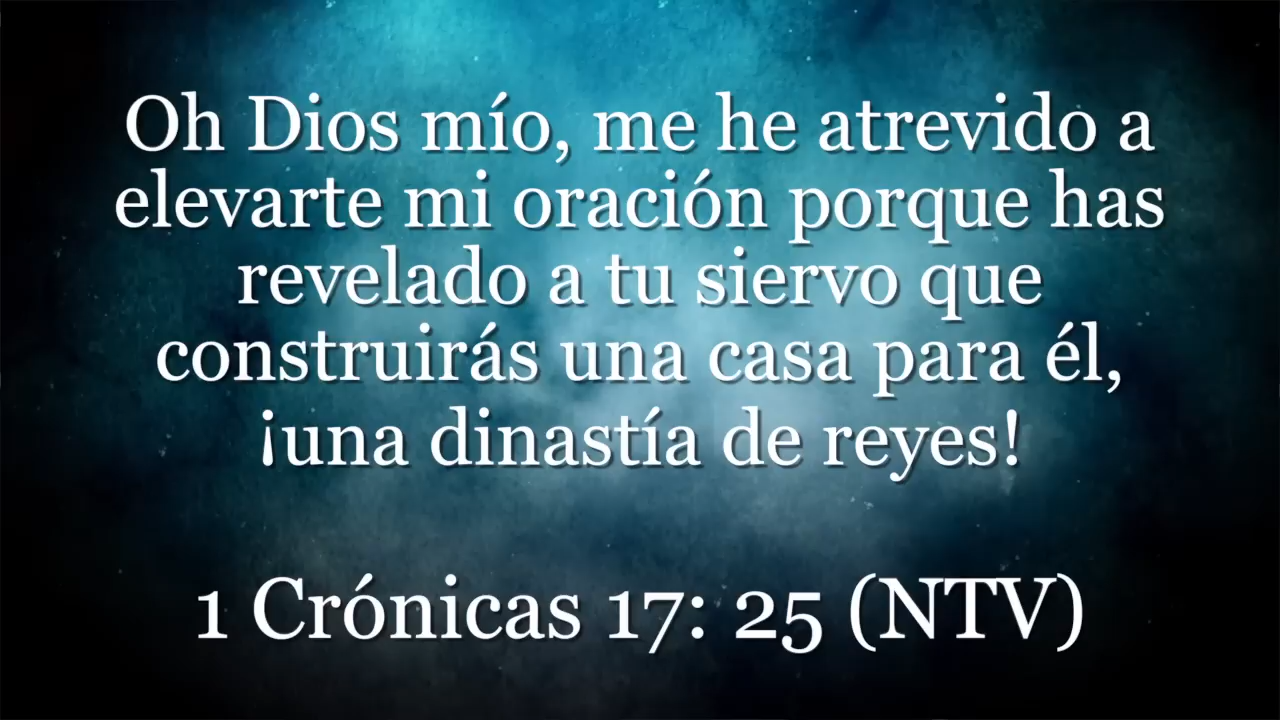 Oh Dios mío, me he atrevido a
elevarte mi oración porque has
revelado a tu siervo que
construirás una casa para él,
¡una dinastía de reyes!
1 Crónicas 17: 25 (NTV)